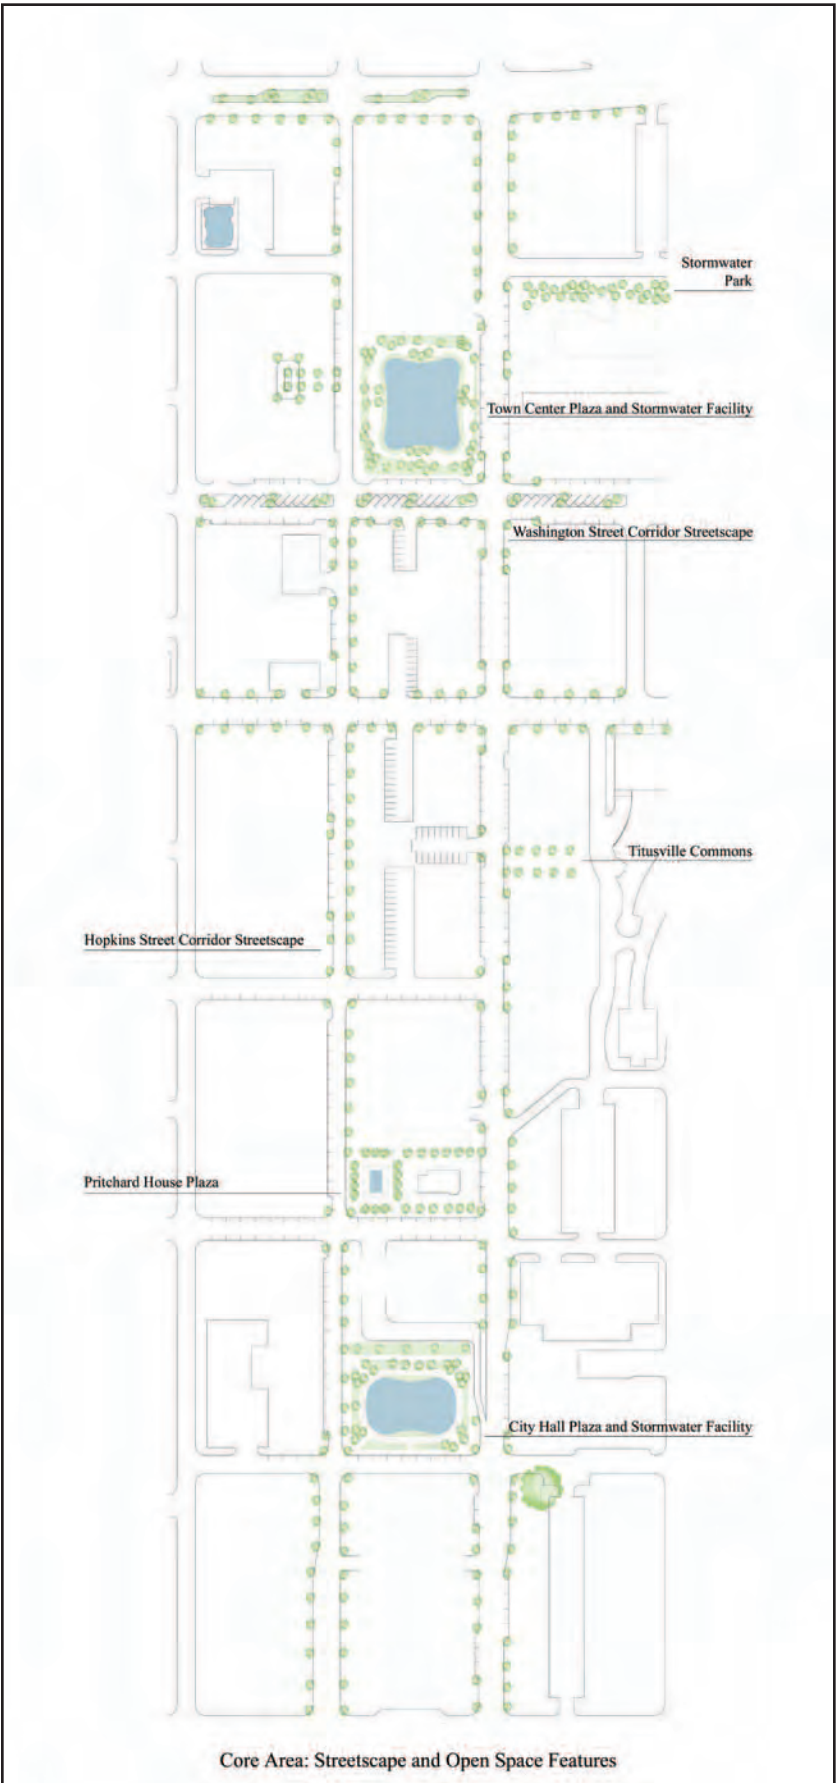 Stormwater
Park
Town Center Plaza and Stormwater Facility
Washington Street Corridor Streetscape
Titusville Commons
Hopkins Street Corridor Streetscape
Pritchard House Plaza
City Hall Plaza and Stormwater Facility
Core Area: Streetscape and Open Space Features